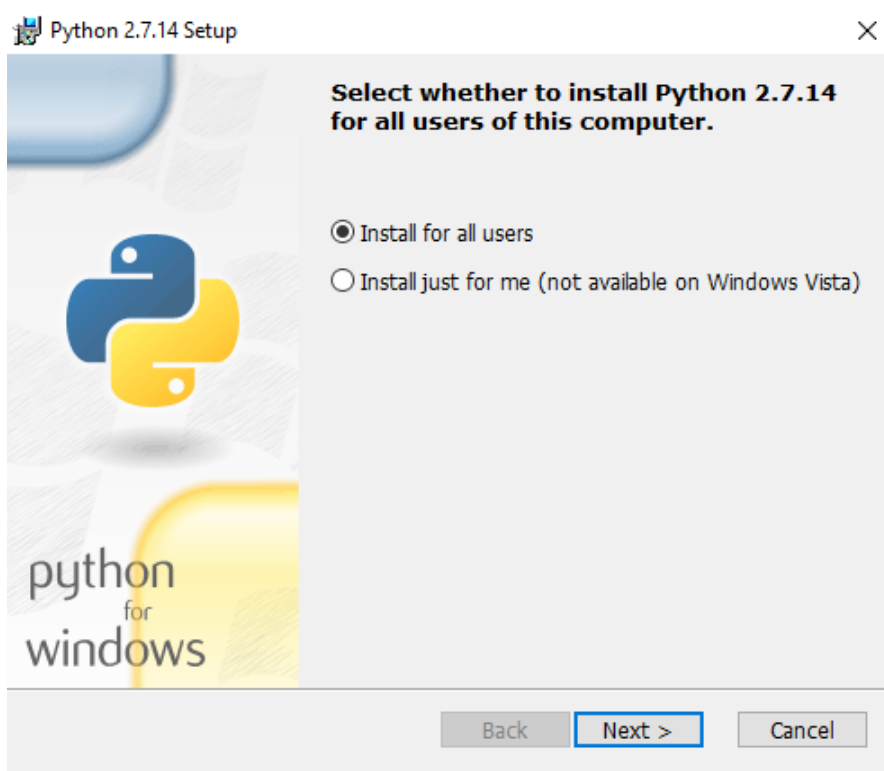 Python 2.7.14 Setup
Select whether to install Python 2.7.14
for all users of this computer.
Install for all users
Install just for me (not available on Windows Vista)
python
for
windows
Back
Next >
Cancel